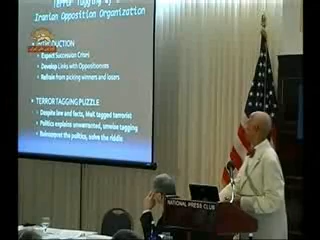 Terror Tagging of
Iranian Opposition Organization
INTRODUCTION
Expect Succession Crises
Develop Links with Oppositionists
Refrain from picking winners and losers
TERROR TAGGING PUZZLE
Despite law and facts, MeK tagged terrorist
Politics explains unwarranted, unwise tagging
Reinterpret the politics, solve the riddle
NATIONAL PRESS CLUB